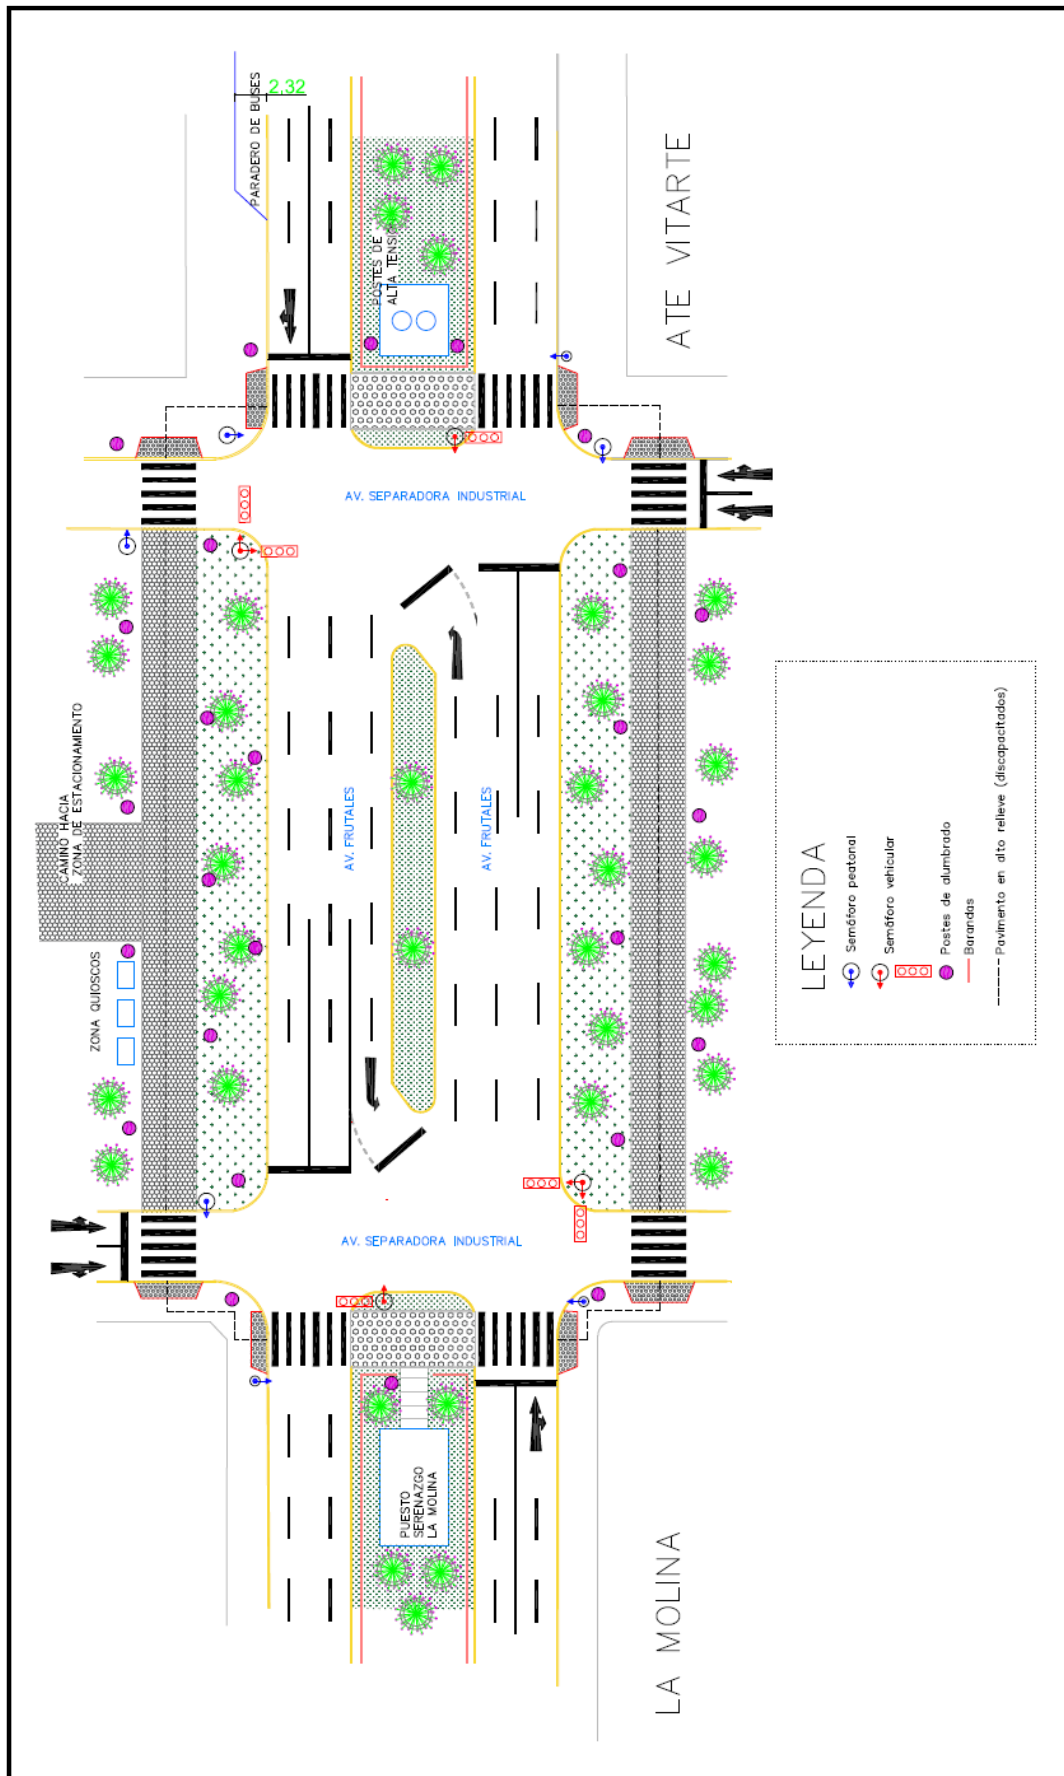 PARADERO DE BUSES
2,32
POSTES DE
ALTA TENSIÓ
ATE VITARTE
AV. SEPARADORA INDUSTRIAL
CAMINO HACIA
ZONA DE ESTACIONAMIENTO
AV. FRUTALES
AV. FRUTALES
ZONA QUIOSCOS
AV. SEPARADORA INDUSTRIAL
PUESTO
SERENAZGO
LA MOLINA
LA MOLINA
LEYENDA
Semáforo peatonal
Semáforo vehicular
Postes de alumbrado
Barandas
Pavimento en alto relieve (discapacitados)